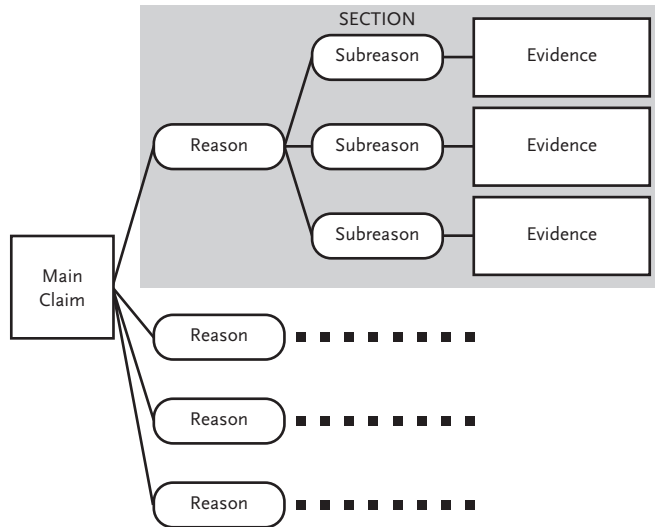 SECTION
Subreason
Evidence
Reason
Subreason
Evidence
Subreason
Evidence
Main
Claim
Reason
Reason
Reason